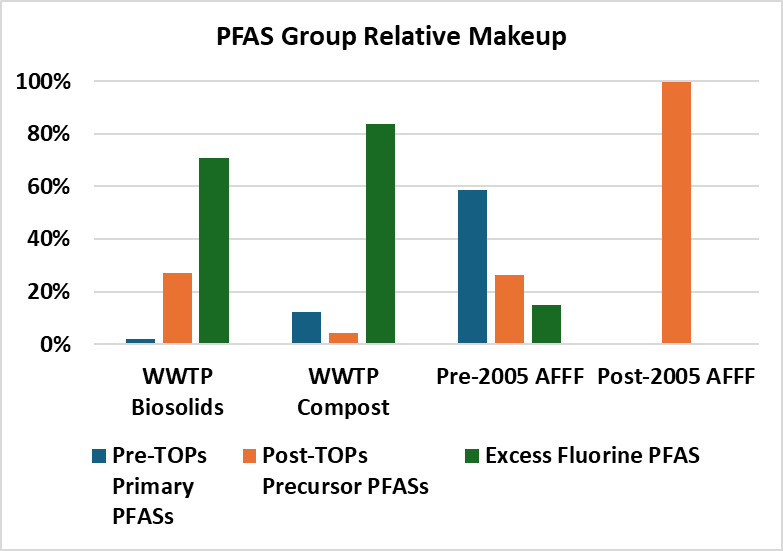 PFAS Group Relative Makeup
100%
80%
60%
40%
20%
0%
WWTP
Biosolids
WWTP
Compost
Pre-2005 AFFF
Post-2005 AFFF
Pre-TOPs
Primary
PFASs
Post-TOPs
Precursor PFASs
Excess Fluorine PFAS